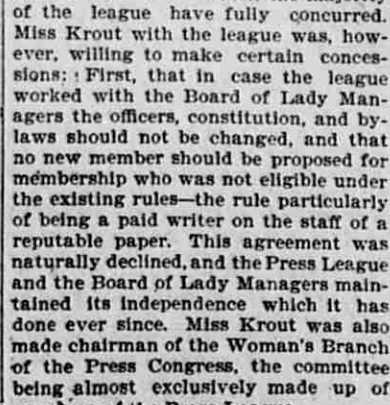 of the league have fully concurred.
Miss Krout with the league was, how-
ever, willing to make certain conces-
sions: First, that in case the league
worked with the Board of Lady Man-
agers the officers, constitution, and by-
laws should not be changed, and that
no new member should be proposed for
membership who was not eligible under
the existing rules—the rule particularly
of being a paid writer on the staff of a
reputable paper. This agreement was
naturally declined, and the Press League
and the Board of Lady Managers main-
tained its independence which it has
done ever since. Miss Krout was also
made chairman of the Woman's Branch
of the Press Congress, the committee
being almost exclusively made up of